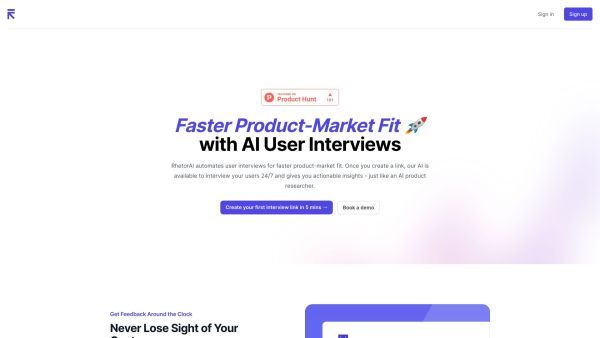 Sign in
Sign up
FEATURED ON
Product Hunt
Faster Product-Market Fit 🚀
with AI User Interviews
RhetorAI automates user interviews for faster product-market fit. Once you create a link, our AI is
available to interview your users 24/7 and gives you actionable insights - just like an AI product
researcher.
Create your first interview link in 5 mins →
Book a demo
Get Feedback Around the Clock
Never Lose Sight of Your